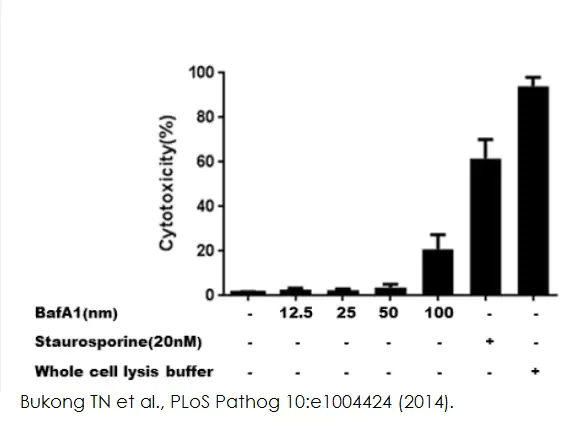 100
80
60
40
20
0
Cytotoxicity(%)
BafA1(nm) - 12.5 25 50 100 - -
Staurosporine(20nM) - - - - - + -
Whole cell lysis buffer - - - - - - +
Bukong TN et al., PLoS Pathog 10:e1004424 (2014).